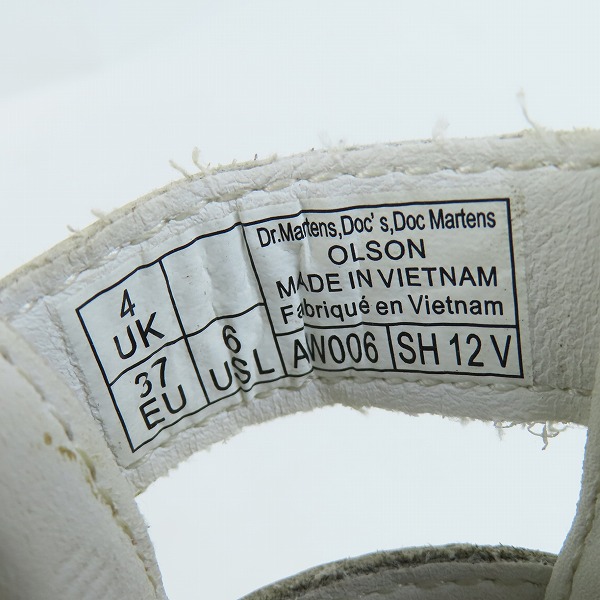 Dr.Martens,Doc's,Doc Martens
OLSON
MADE IN VIETNAM
Fabriqué en Vietnam
4
UK
37
EU
6
US L
AW006
SH 12 V